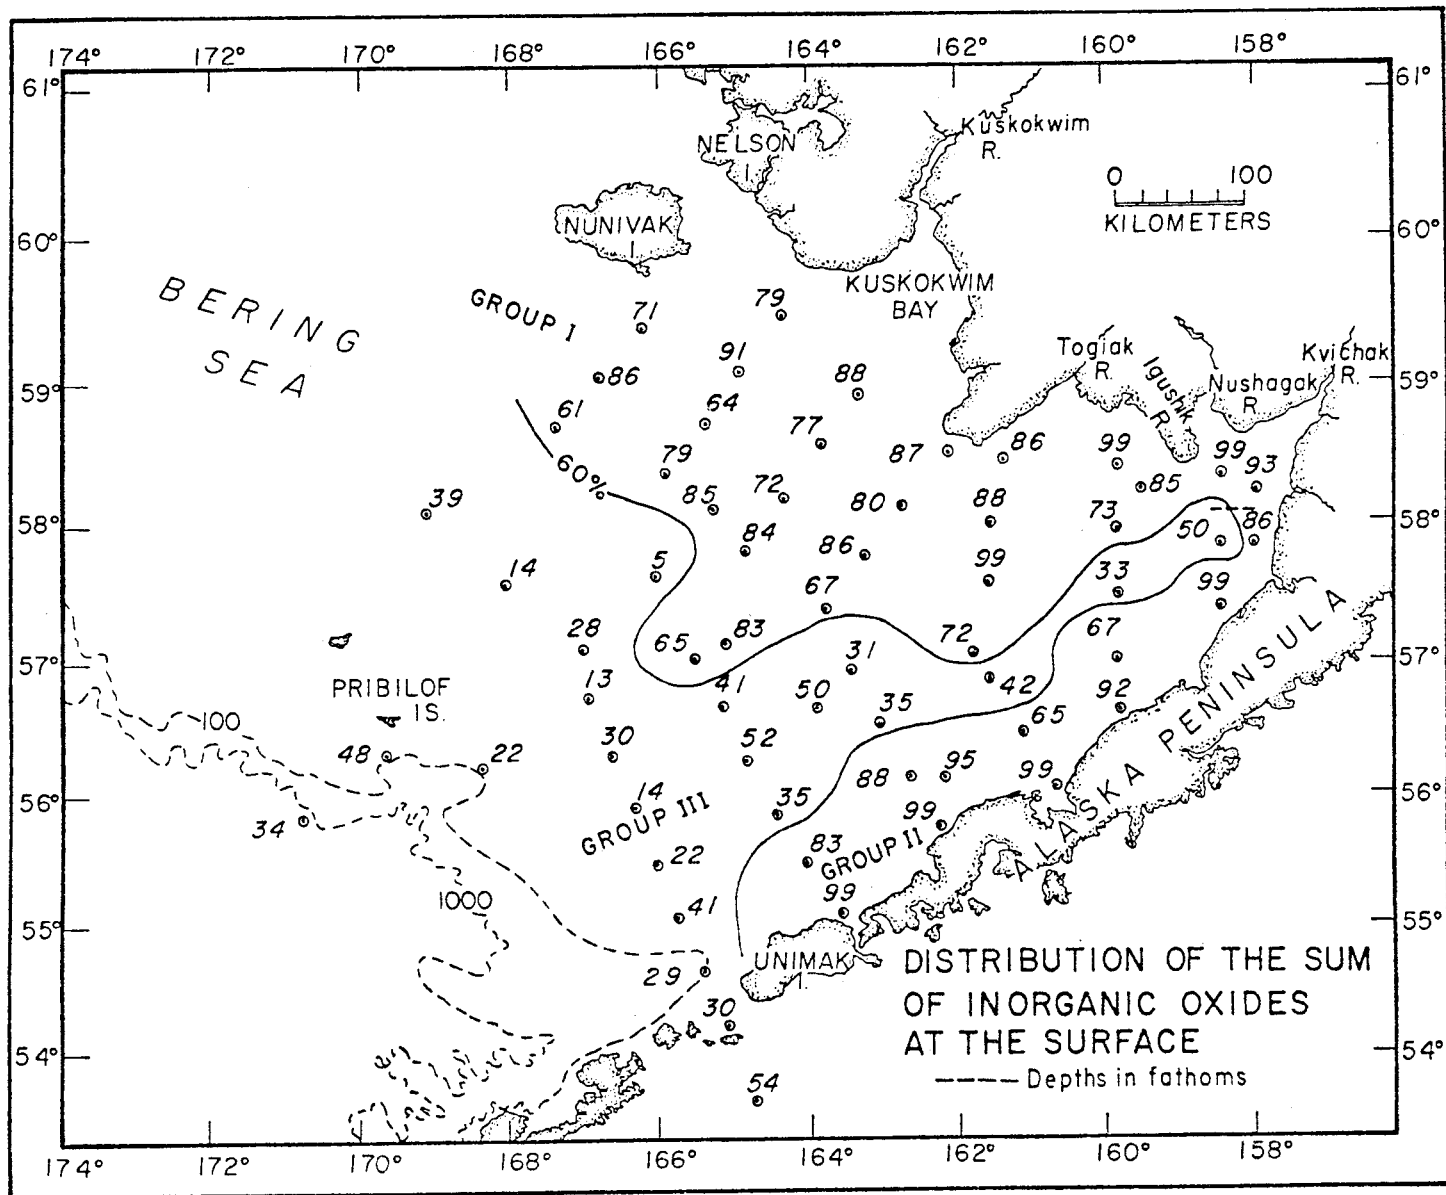 174° 170° 168° 166° 164° 162° 160° 158°
61° 61°
Kuskokwim
R.
NELSON
I.
0 100
KILOMETERS
60° 60°
NUNIVAK
I.
KUSKOKWIM
BAY
BERING
SEA
GROUP I
71
79
Togiak
R.
Igushik
R.
Nushagak
R.
Kvichak
R.
59° 59°
86
91
88
61
64
77
87
86
99
99
93
60%
79
85
72
80
88
85
39
58° 58°
84
86
73
50
86
14
5
67
99
33
99
28
65
83
72
67
57° 57°
13
41
50
31
35
42
92
PRIBILOF
IS.
100
48
22
30
52
65
88
95
99
56° 56°
34
14
35
99
GROUP III
83
GROUP II
22
99
ALASKA PENINSULA
1000
41
55° 55°
29
UNIMAK
I.
30
54
54° 54°
DISTRIBUTION OF THE SUM
OF INORGANIC OXIDES
AT THE SURFACE
----- Depths in fathoms
174° 172° 170° 168° 166° 164° 162° 160° 158°